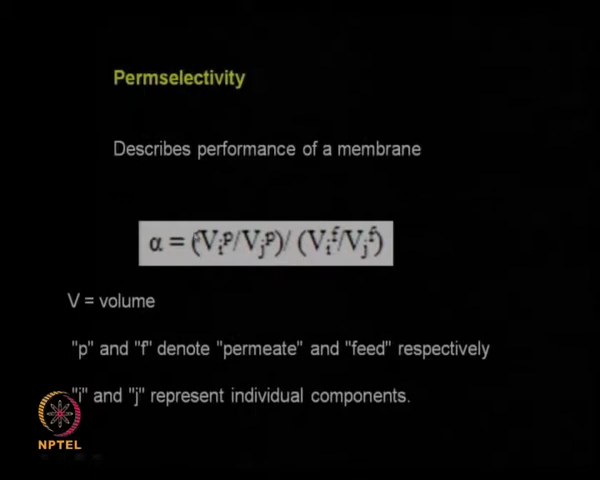 Permselectivity
Describes performance of a membrane
α = (Vᵢᵖ/Vⱼᵖ)/ (Vᵢᶠ/Vⱼᶠ)
V = volume
"p" and "f" denote "permeate" and "feed" respectively
"i" and "j" represent individual components.
NPTEL